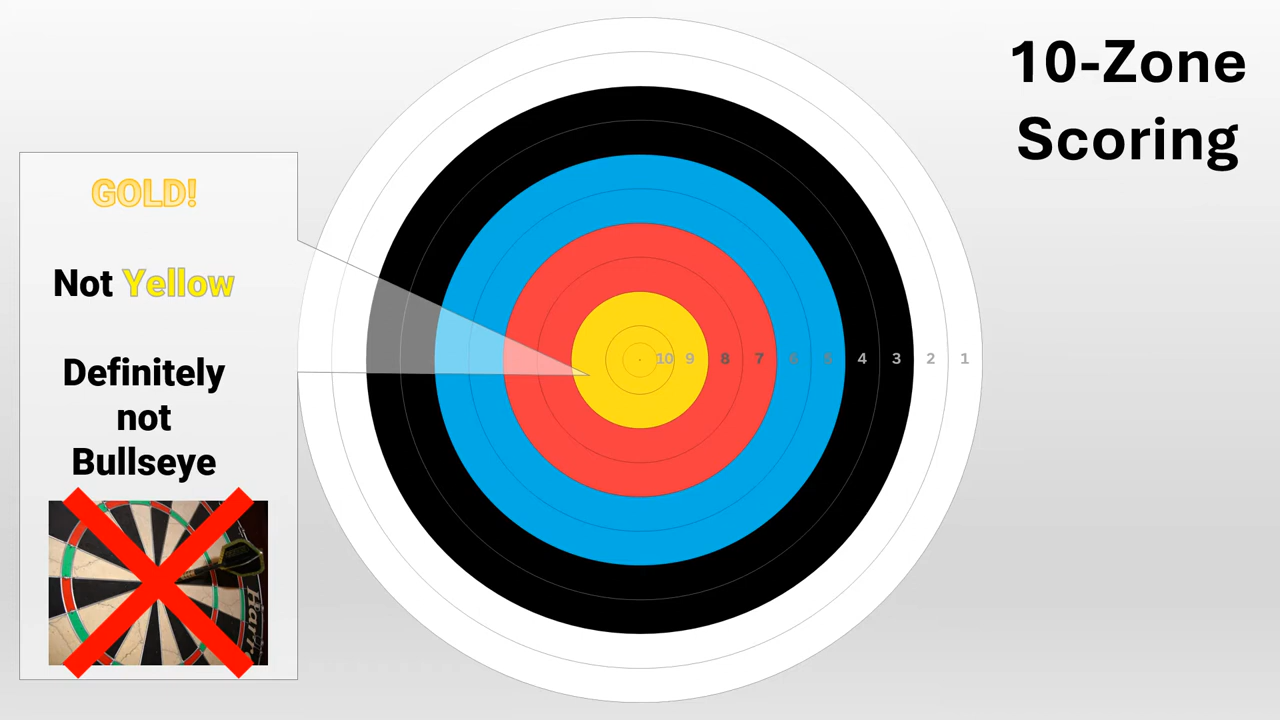 10-Zone
Scoring
GOLD!
Not Yellow
Definitely
not
Bullseye
10 9 8 7 6 5 4 3 2 1